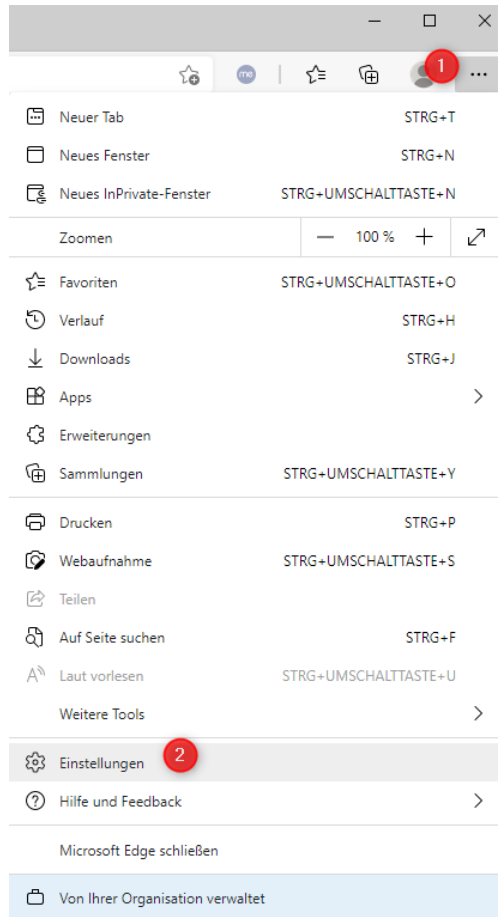 me
1
Neuer Tab STRG+T
Neues Fenster STRG+N
Neues InPrivate-Fenster STRG+UMSCHALTTASTE+N
Zoomen — 100 % +
Favoriten STRG+UMSCHALTTASTE+O
Verlauf STRG+H
Downloads STRG+J
Apps
Erweiterungen
Sammlungen STRG+UMSCHALTTASTE+Y
Drucken STRG+P
Webaufnahme STRG+UMSCHALTTASTE+S
Teilen
Auf Seite suchen STRG+F
Laut vorlesen STRG+UMSCHALTTASTE+U
Weitere Tools
Einstellungen 2
Hilfe und Feedback
Microsoft Edge schließen
Von Ihrer Organisation verwaltet